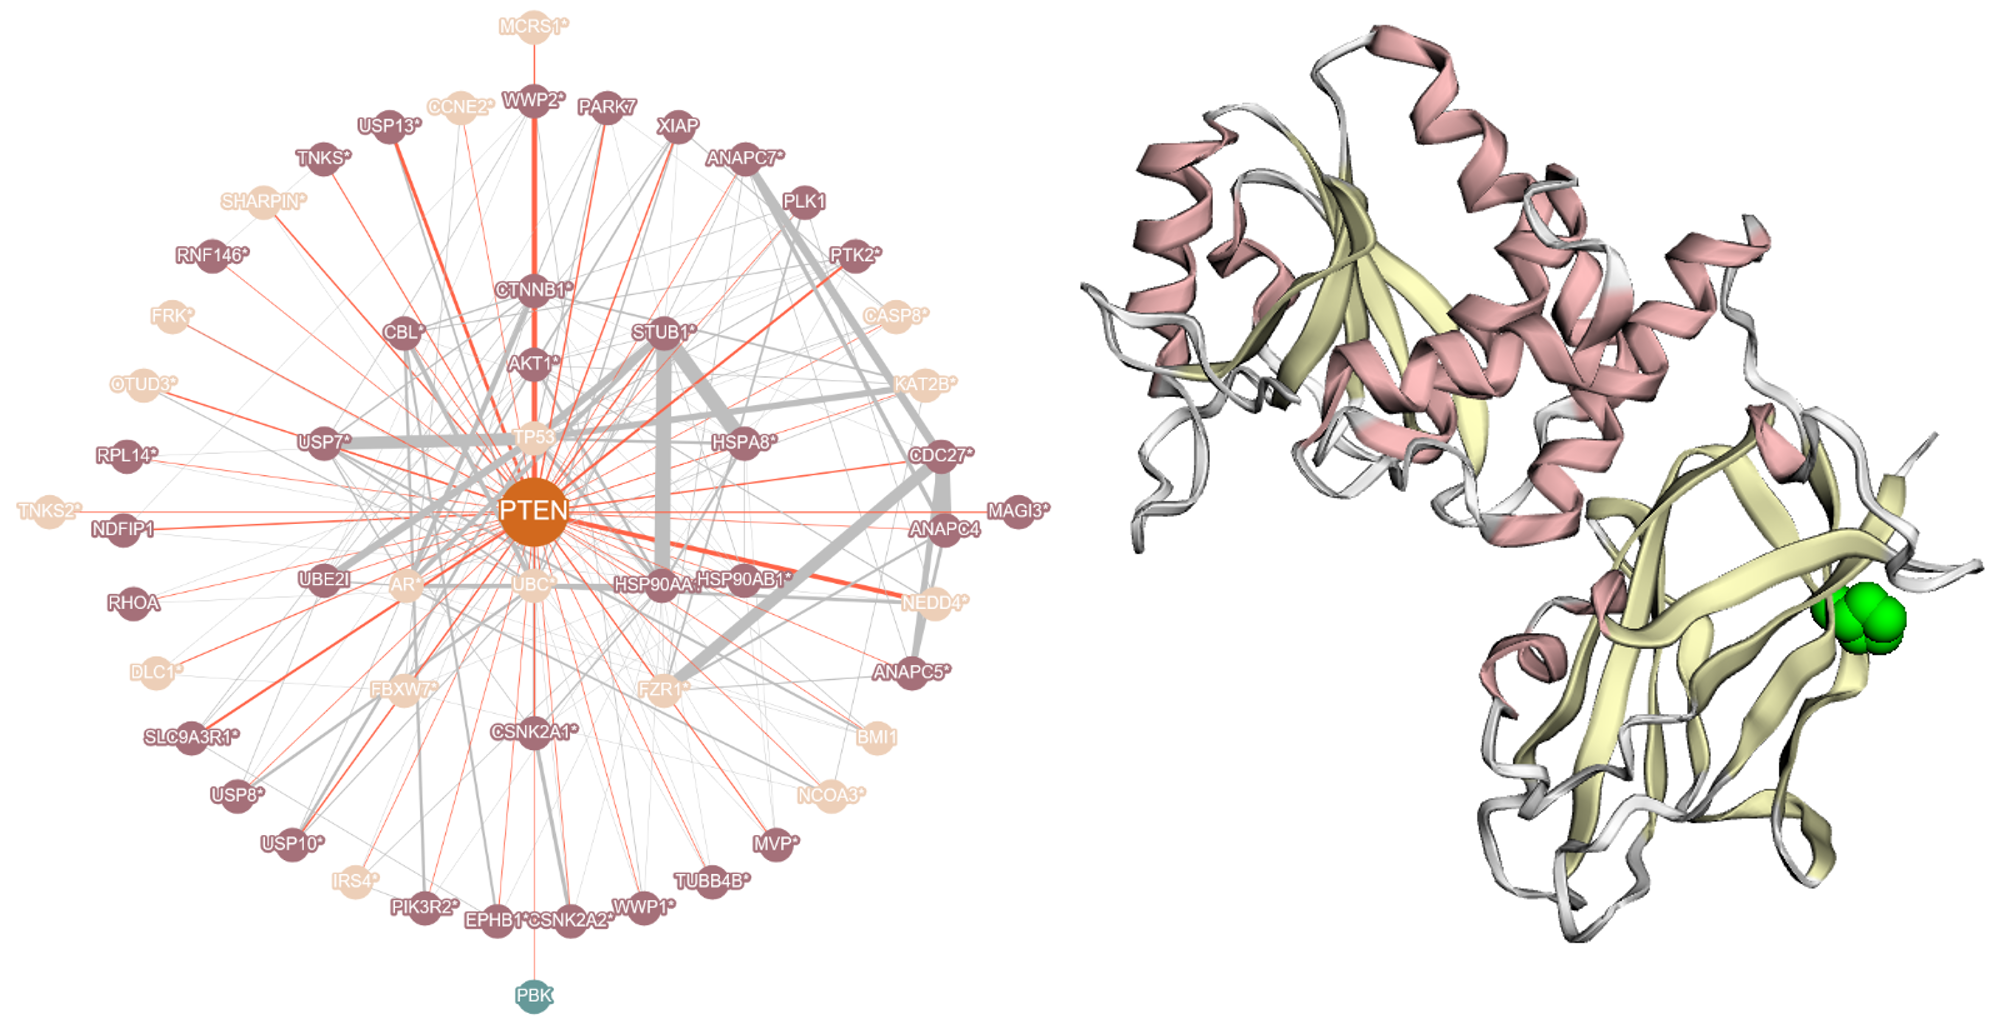 MCRS1*
CCNE2*
WWP2*
PARK7
USP13*
XIAP
TNKS*
ANAPC7*
SHARPIN*
PLK1
RNF146*
PTK2*
CTNNB1*
FRK*
CASP8*
CBL*
STUB1*
AKT1*
OTUD3*
KAT2B*
USP7*
TP53
HSPA8*
RPL14*
CDC27*
TNKS2*
PTEN
MAGI3*
NDFIP1
ANAPC4
UBE2I
AR*
UBC*
HSP90AA1
HSP90AB1*
RHOA
NEDD4*
DLC1*
ANAPC5*
FBXW7*
FZR1*
SLC9A3R1*
CSNK2A1*
BMI1
USP8*
NCOA3*
USP10*
MVP*
IRS4*
TUBB4B*
PIK3R2*
EPHB1*
CSNK2A2*
WWP1*
PBK